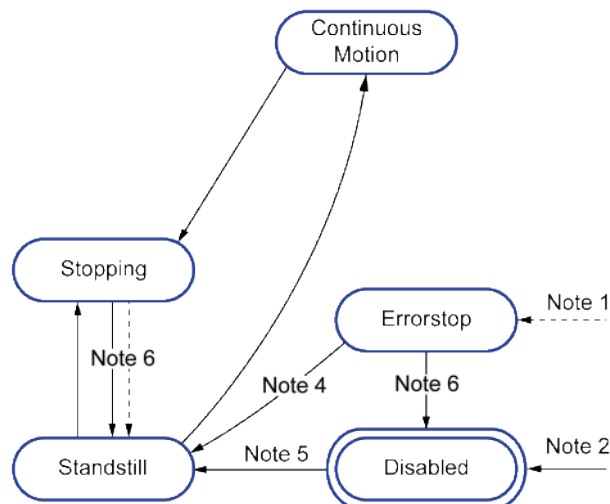 Continuous
Motion
Stopping
Errorstop
Note 1
Note 6
Note 4
Note 6
Standstill
Note 5
Disabled
Note 2